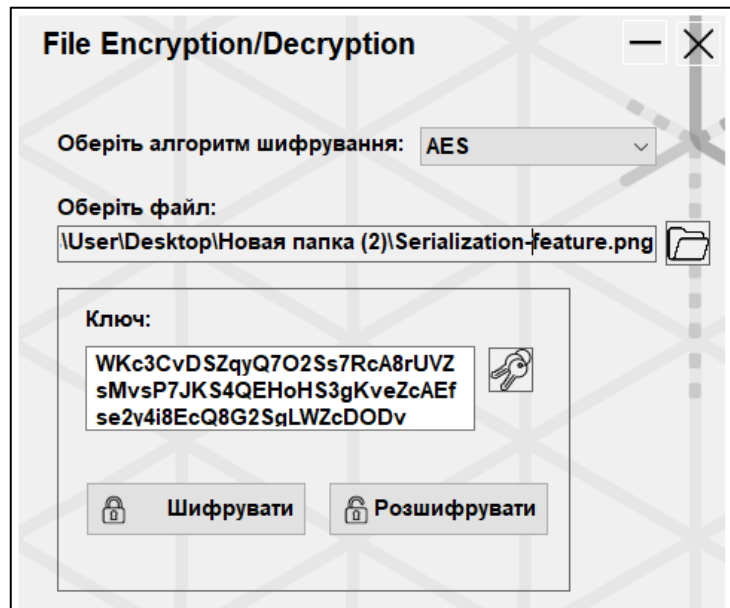 File Encryption/Decryption
Оберіть алгоритм шифрування: AES
Оберіть файл:
\User\Desktop\Новая папка (2)\Serialization-feature.png
Ключ:
WKc3CvDSZqyQ7O2Ss7RcA8rUVZ
sMvsP7JKS4QEHoHS3gKveZcAEf
se2y4i8EcQ8G2SgLWZcDODv
Шифрувати Розшифрувати